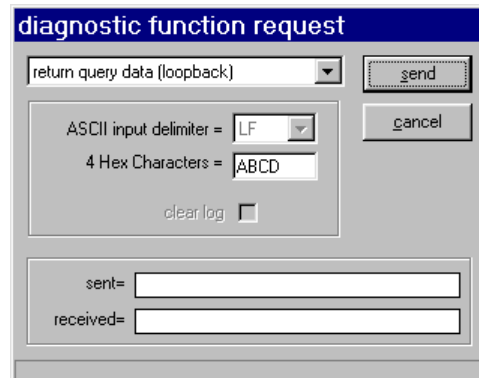 diagnostic function request
return query data (loopback)
send
ASCII input delimiter = LF
cancel
4 Hex Characters = ABCD
clear log
sent=
received=